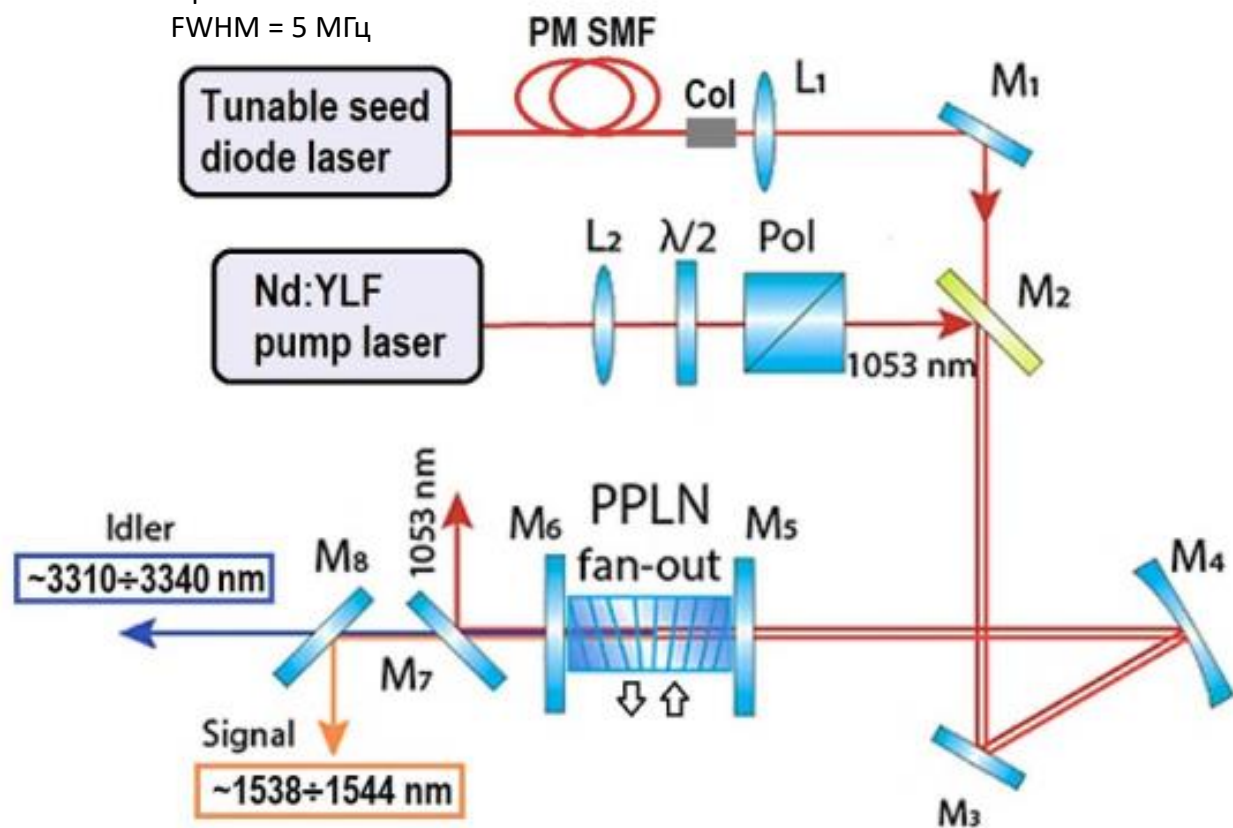 FWHM = 5 МГц
PM SMF
Tunable seed
diode laser
Col
L1
M1
L2
λ/2
Pol
M2
Nd:YLF
pump laser
1053 nm
1053 nm
M6
PPLN
fan-out
M5
M4
Idler
~3310÷3340 nm
M8
M7
Signal
~1538÷1544 nm
M3